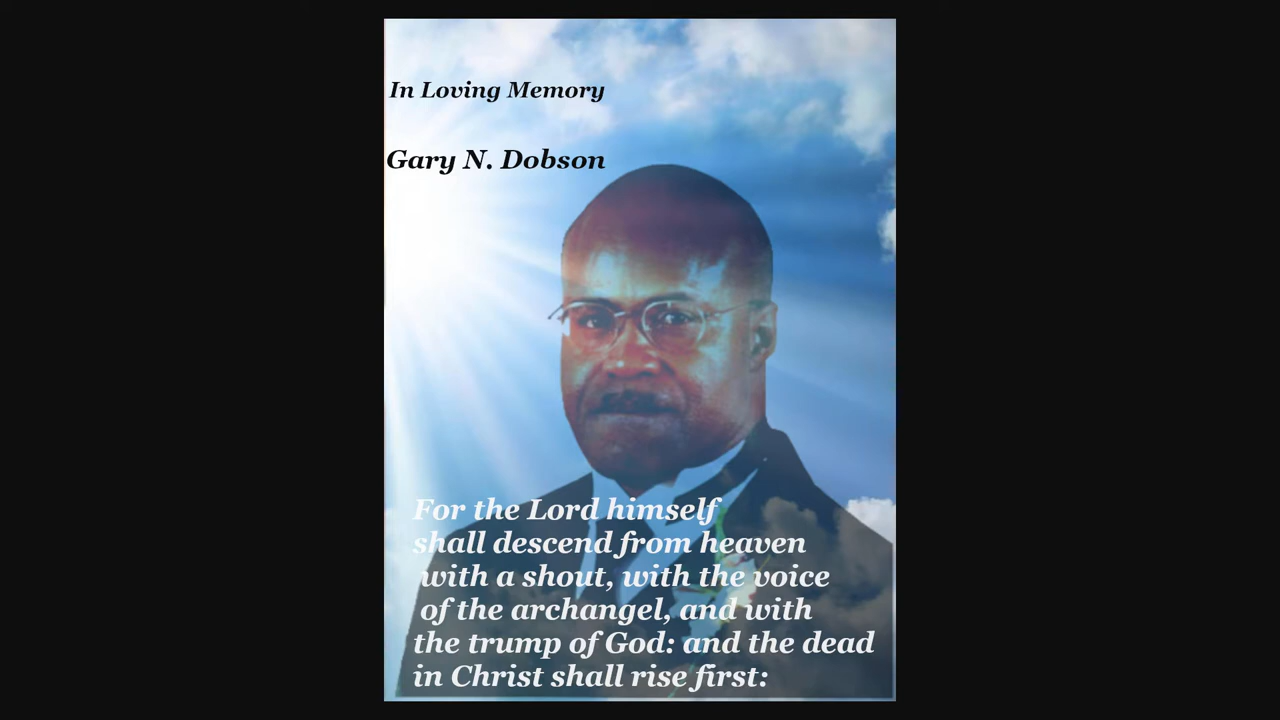 In Loving Memory
Gary N. Dobson
For the Lord himself
shall descend from heaven
with a shout, with the voice
of the archangel, and with
the trump of God: and the dead
in Christ shall rise first: